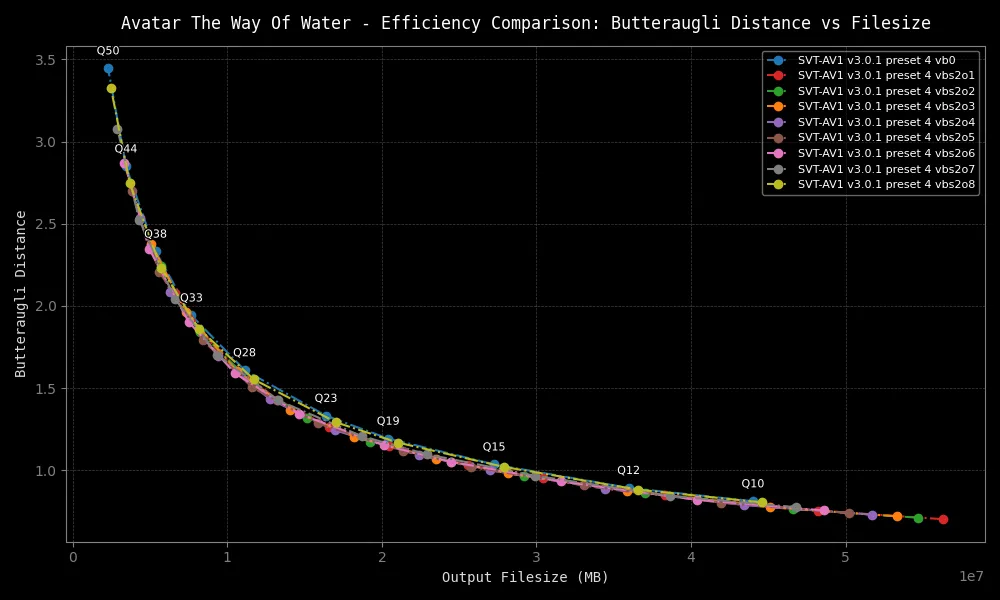 Avatar The Way Of Water - Efficiency Comparison: Butteraugli Distance vs Filesize
SVT-AV1 v3.0.1 preset 4 vb0
SVT-AV1 v3.0.1 preset 4 vbs2o1
SVT-AV1 v3.0.1 preset 4 vbs2o2
SVT-AV1 v3.0.1 preset 4 vbs2o3
SVT-AV1 v3.0.1 preset 4 vbs2o4
SVT-AV1 v3.0.1 preset 4 vbs2o5
SVT-AV1 v3.0.1 preset 4 vbs2o6
SVT-AV1 v3.0.1 preset 4 vbs2o7
SVT-AV1 v3.0.1 preset 4 vbs2o8
Q50
Q44
Q38
Q33
Q28
Q23
Q19
Q15
Q12
Q10
Butteraugli Distance
3.5
3.0
2.5
2.0
1.5
1.0
0
1
2
3
4
5
1e7
Output Filesize (MB)